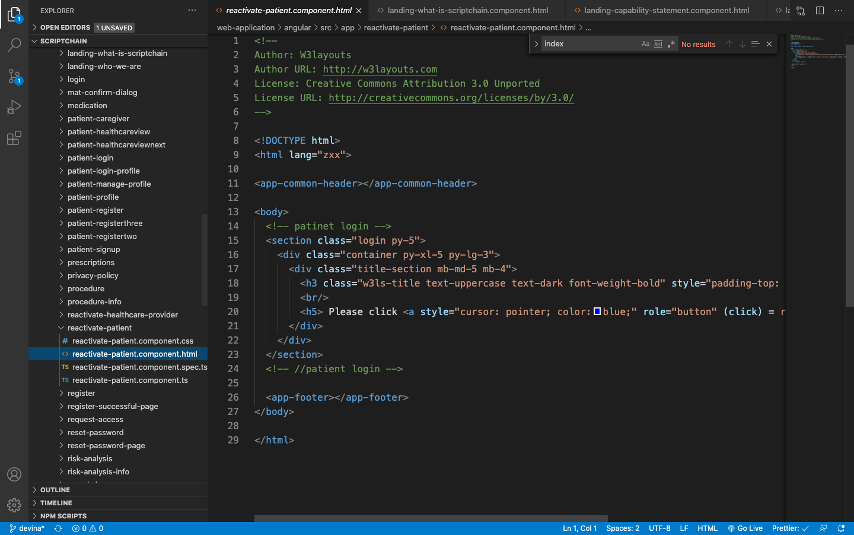 EXPLORER
...
OPEN EDITORS 1 UNSAVED
SCRIPTCHAIN
landing-what-is-scriptchain
landing-who-we-are
login
mat-confirm-dialog
medication
patient-caregiver
patient-healthcareview
patient-healthcareviewnext
patient-login
patient-login-profile
patient-manage-profile
patient-profile
patient-register
patient-registerthree
patient-registertwo
patient-signup
prescriptions
privacy-policy
procedure
procedure-info
reactivate-healthcare-provider
reactivate-patient
# reactivate-patient.component.css
<> reactivate-patient.component.html
TS reactivate-patient.component.spec.ts
TS reactivate-patient.component.ts
register
register-successful-page
request-access
reset-password
reset-password-page
risk-analysis
risk-analysis-info
OUTLINE
TIMELINE
NPM SCRIPTS
1
1
<> reactivate-patient.component.html
<> landing-what-is-scriptchain.component.html
<> landing-capability-statement.component.html
<>
web-application > angular > src > app > reactivate-patient > <> reactivate-patient.component.html > ...
index Aa Abl .* No results
1 <!--
2 Author: W3layouts
3 Author URL: http://w3layouts.com
4 License: Creative Commons Attribution 3.0 Unported
5 License URL: http://creativecommons.org/licenses/by/3.0/
6 -->
7
8 <!DOCTYPE html>
9 <html lang="zxx">
10
11 <app-common-header></app-common-header>
12
13 <body>
14 <!-- patinet login -->
15 <section class="login py-5">
16 <div class="container py-xl-5 py-lg-3">
17 <div class="title-section mb-md-5 mb-4">
18 <h3 class="w3ls-title text-uppercase text-dark font-weight-bold" style="padding-top:
19 <br/>
20 <h5> Please click <a style="cursor: pointer; color:blue;" role="button" (click) = r
21 </div>
22 </div>
23 </section>
24 <!-- //patient login -->
25
26 <app-footer></app-footer>
27 </body>
28
29 </html>
devina* 0 0 Ln 1, Col 1 Spaces: 2 UTF-8 LF HTML Go Live Prettier: ✓